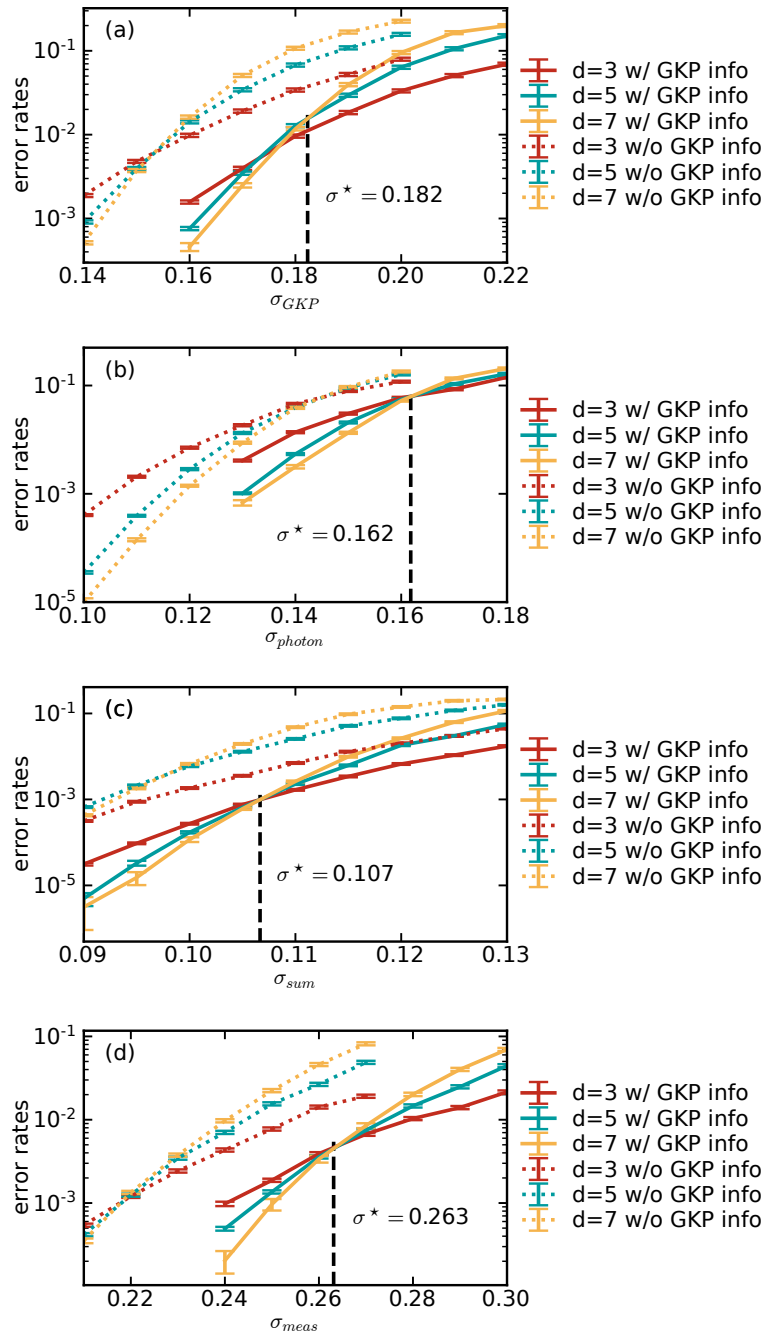 (a)
error rates
10⁻¹
10⁻²
10⁻³
0.14 0.16 0.18 0.20 0.22
σ_GKP
σ⋆ = 0.182
d=3 w/ GKP info
d=5 w/ GKP info
d=7 w/ GKP info
d=3 w/o GKP info
d=5 w/o GKP info
d=7 w/o GKP info
(b)
error rates
10⁻¹
10⁻³
10⁻⁵
0.10 0.12 0.14 0.16 0.18
σ_photon
σ⋆ = 0.162
d=3 w/ GKP info
d=5 w/ GKP info
d=7 w/ GKP info
d=3 w/o GKP info
d=5 w/o GKP info
d=7 w/o GKP info
(c)
error rates
10⁻¹
10⁻³
10⁻⁵
0.09 0.10 0.11 0.12 0.13
σ_sum
σ⋆ = 0.107
d=3 w/ GKP info
d=5 w/ GKP info
d=7 w/ GKP info
d=3 w/o GKP info
d=5 w/o GKP info
d=7 w/o GKP info
(d)
error rates
10⁻¹
10⁻²
10⁻³
0.22 0.24 0.26 0.28 0.30
σ_meas
σ⋆ = 0.263
d=3 w/ GKP info
d=5 w/ GKP info
d=7 w/ GKP info
d=3 w/o GKP info
d=5 w/o GKP info
d=7 w/o GKP info